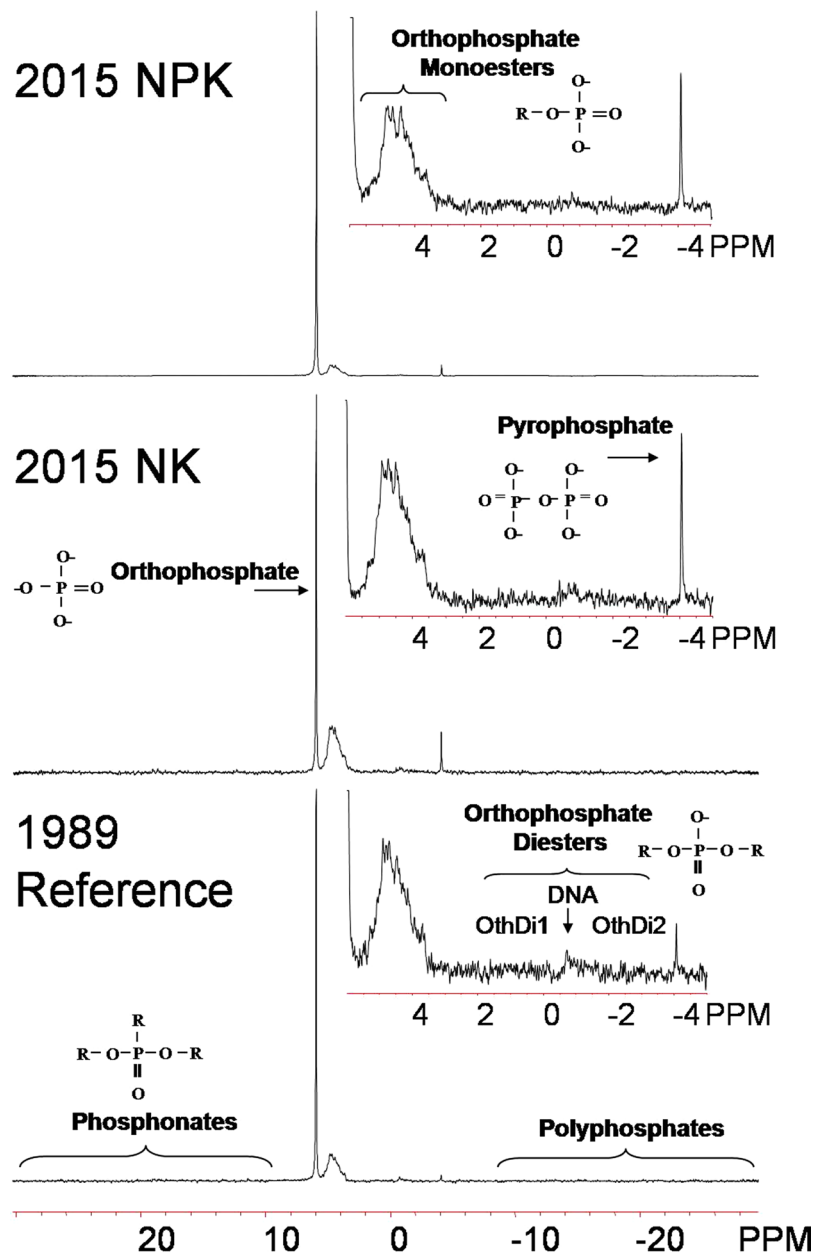 2015 NPK
Orthophosphate
Monoesters
O-
R - O - P = O
O-
4 2 0 -2 -4 PPM
2015 NK
Pyrophosphate
O- O-
O = P - O - P = O
O- O-
O-
-O - P = O
O-
Orthophosphate
4 2 0 -2 -4 PPM
1989
Reference
Orthophosphate
Diesters
O-
R - O - P - O - R
O
DNA
OthDi1 OthDi2
4 2 0 -2 -4 PPM
R
R - O - P - O - R
O
Phosphonates
Polyphosphates
20 10 0 -10 -20 PPM